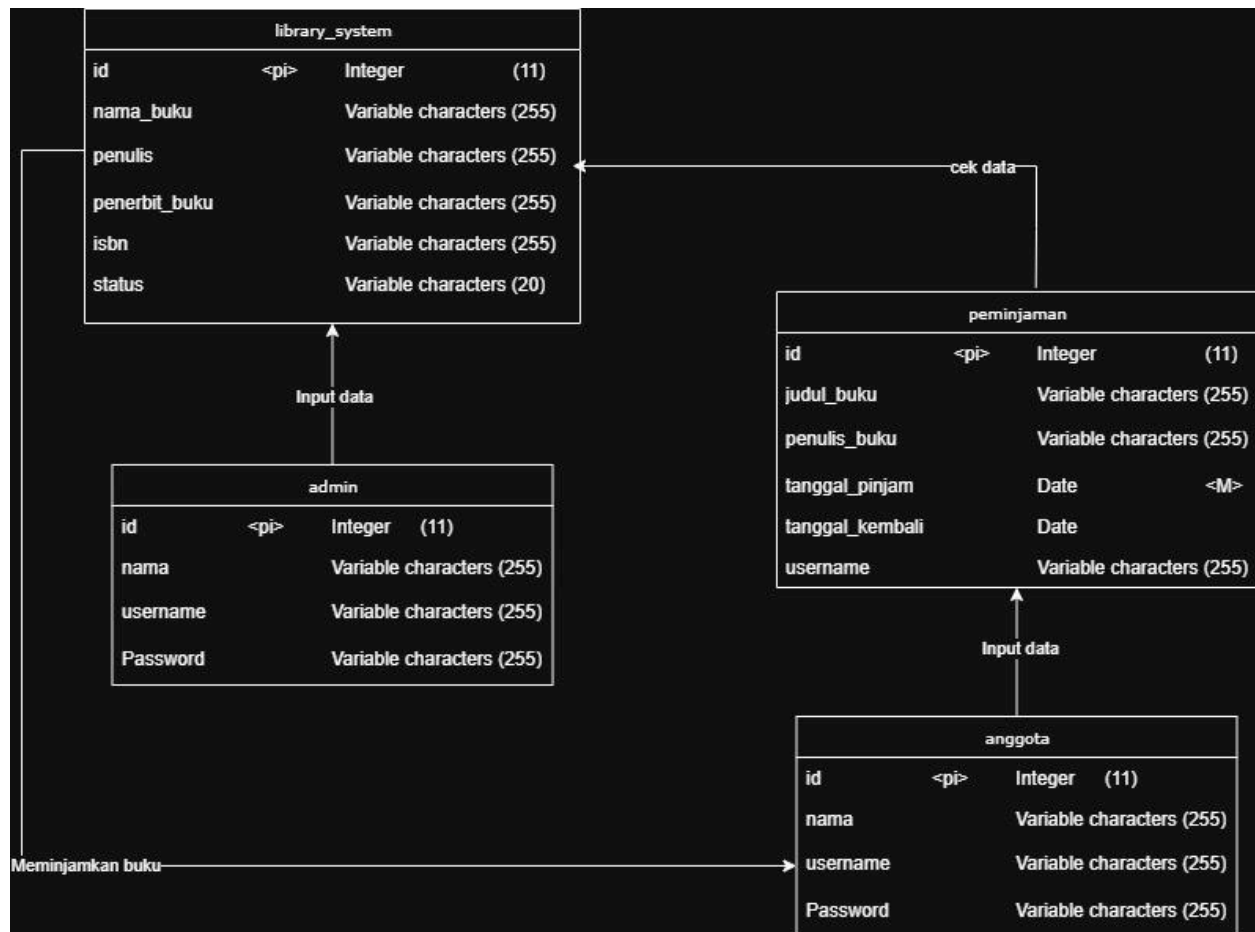 library_system
id <pi> Integer (11)
nama_buku Variable characters (255)
penulis Variable characters (255)
penerbit_buku Variable characters (255)
isbn Variable characters (255)
status Variable characters (20)
cek data
peminjaman
id <pi> Integer (11)
judul_buku Variable characters (255)
penulis_buku Variable characters (255)
tanggal_pinjam Date <M>
tanggal_kembali Date
username Variable characters (255)
Input data
admin
id <pi> Integer (11)
nama Variable characters (255)
username Variable characters (255)
Password Variable characters (255)
Input data
anggota
id <pi> Integer (11)
nama Variable characters (255)
username Variable characters (255)
Password Variable characters (255)
Meminjamkan buku